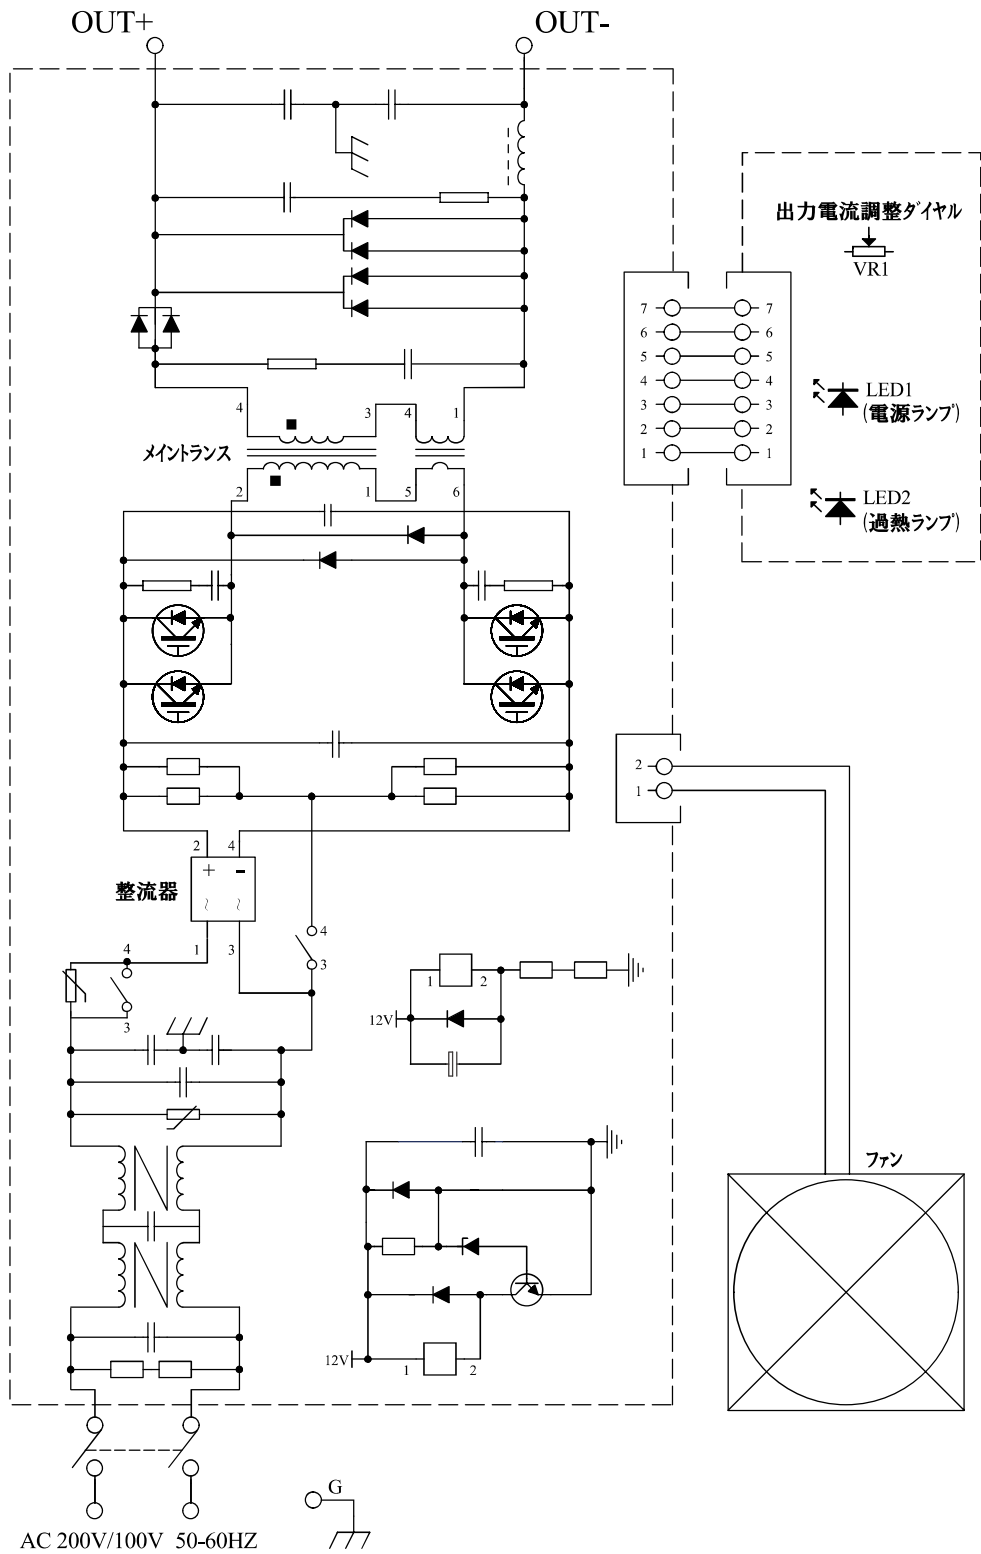 OUT+ OUT-
出力電流調整ダイヤル
VR1
7 7
6 6
5 5
4 4
3 3
2 2
1 1
LED1
(電源ランプ)
LED2
(過熱ランプ)
4 3 4 1
メイントランス
2 1 5 6
2
1
2 4
+ -
整流器
~ ~
1 3
4
3
4
3
1 2
12V
ファン
12V
1 2
G
AC 200V/100V 50-60HZ